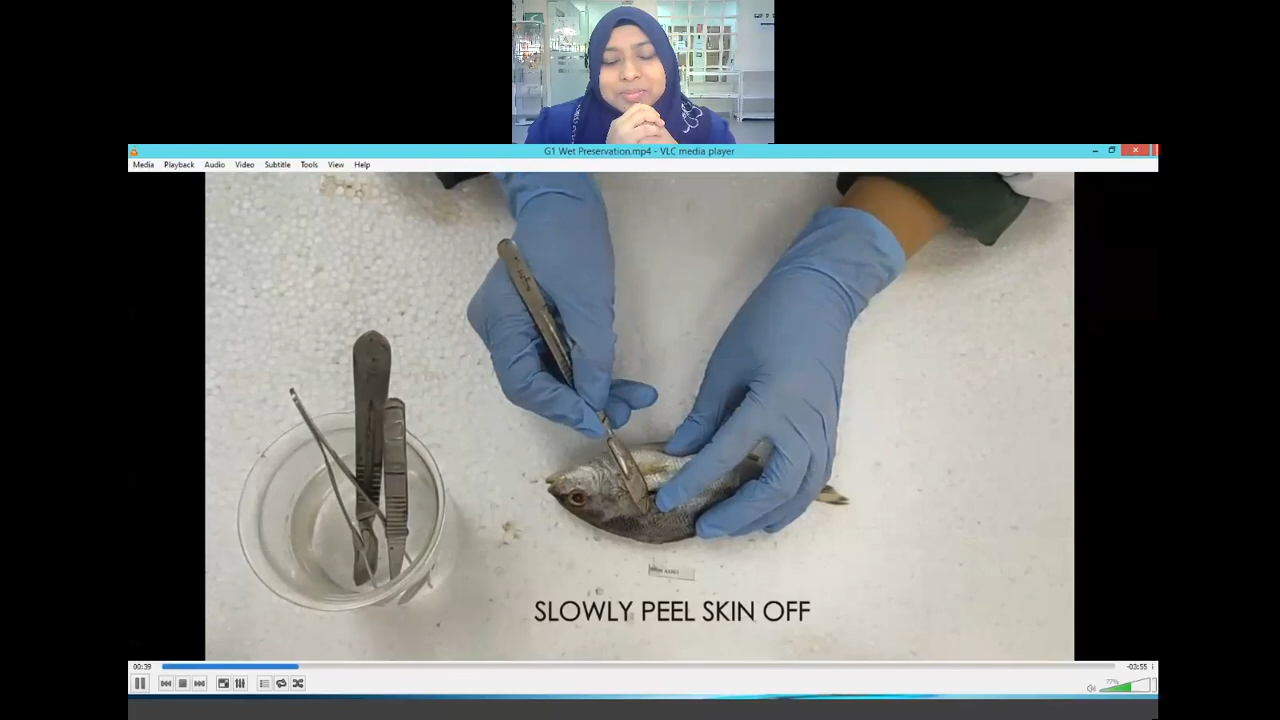 G1 Wet Preservation.mp4 - VLC media player
Media Playback Audio Video Subtitle Tools View Help
SLOWLY PEEL SKIN OFF
00:39
-03:55
77%